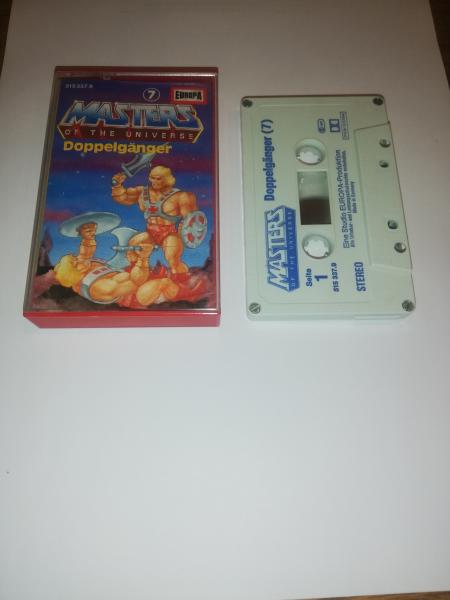 515 337.9
7
EUROPA
MASTERS
OF THE UNIVERSE
Doppelgänger
MASTERS
OF THE UNIVERSE
Doppelgänger (7)
Seite
1
515 337.9
Eine Studio EUROPA-Produktion
Made in Germany
STEREO